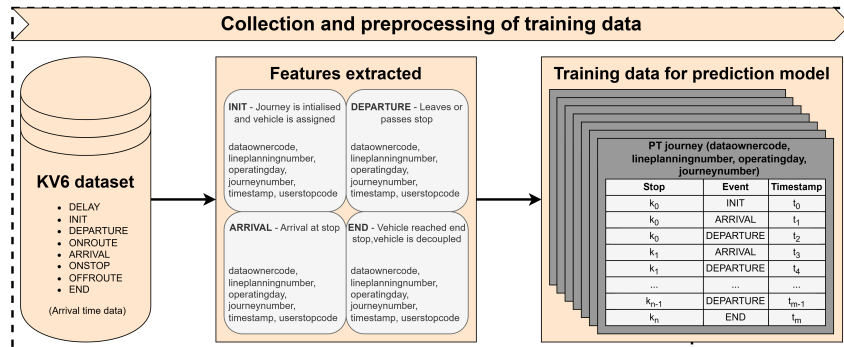 Collection and preprocessing of training data
KV6 dataset
• DELAY
• INIT
• DEPARTURE
• ONROUTE
• ARRIVAL
• ONSTOP
• OFFROUTE
• END
(Arrival time data)
Features extracted
INIT - Journey is intialised
and vehicle is assigned
dataownercode,
lineplanningnumber,
operatingday,
journeynumber,
timestamp, userstopcode
DEPARTURE - Leaves or
passes stop
dataownercode,
lineplanningnumber,
operatingday,
journeynumber,
timestamp, userstopcode
ARRIVAL - Arrival at stop
dataownercode,
lineplanningnumber,
operatingday,
journeynumber,
timestamp, userstopcode
END - Vehicle reached end
stop,vehicle is decoupled
dataownercode,
lineplanningnumber,
operatingday,
journeynumber,
timestamp, userstopcode
Training data for prediction model
PT journey (dataownercode,
lineplanningnumber, operatingday,
journeynumber)
Stop Event Timestamp
k0 INIT t0
k0 ARRIVAL t1
k0 DEPARTURE t2
k1 ARRIVAL t3
k1 DEPARTURE t4
... ... ...
kn-1 DEPARTURE tm-1
kn END tm